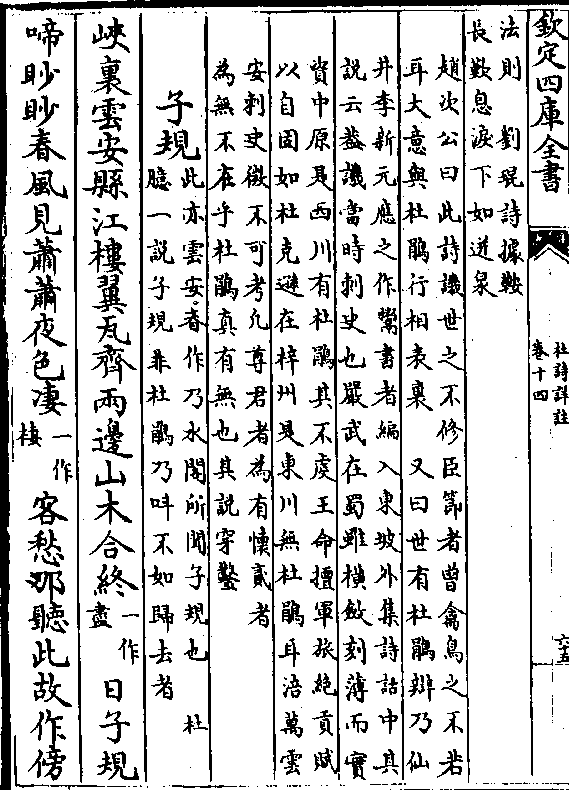 欽定四庫全書
杜詩詳註
卷十四
六十五
法則　劉琨詩據鞍
長歎息淚下如迸泉
趙次公曰此詩譏世之不修臣節者曾禽鳥之不若
耳大意與杜鵑行相表裏　又曰世有杜鵑辨乃仙
井李新元應之作鬻書者編入東坡外集詩話中其
說云葢譏當時刺史也嚴武在蜀雖橫斂刻薄而實
資中原是西川有杜鵑其不虔王命擅軍旅絶貢賦
以自固如杜克遜在梓州是東川無杜鵑耳涪萬雲
安刺史微不可考凡尊君者為有懷貳者
為無不在乎杜鵑真有無也其說穿鑿
子規
此亦雲安春作乃水閣所聞子規也　杜
臆一說子規非杜鵑乃呌不如歸去者
峽裏雲安縣江樓翼瓦齊兩邊山木合終一作盡日子規
啼眇眇春風見蕭蕭夜色凄一作棲客愁那聽此故作傍